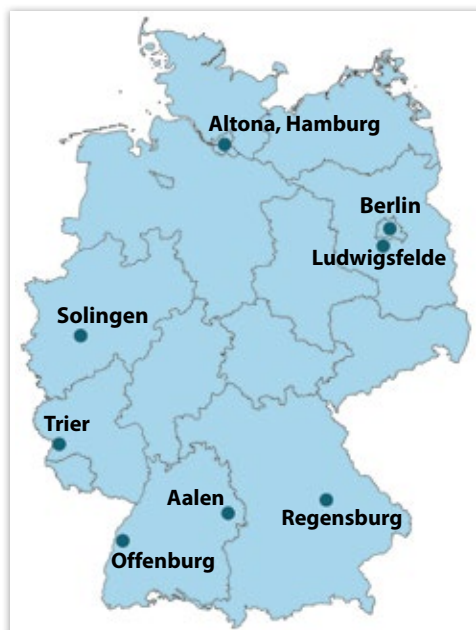 Altona, Hamburg
Berlin
Ludwigsfelde
Solingen
Trier
Aalen
Regensburg
Offenburg